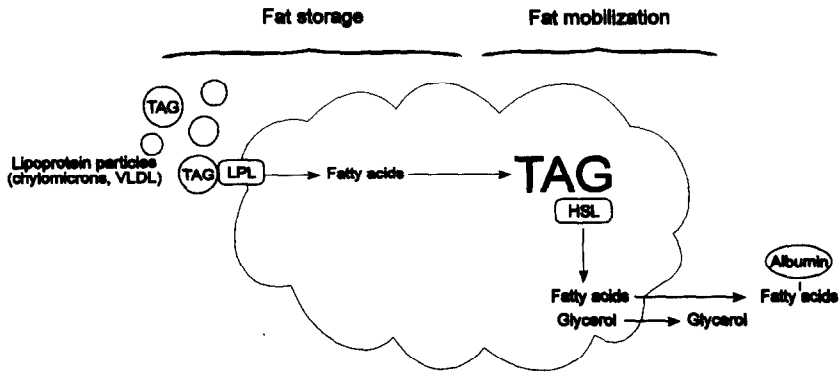 Fat storage
Fat mobilization
TAG
Lipoprotein particles
(chylomicrons, VLDL)
TAG
LPL
Fatty acids
TAG
HSL
Albumin
Fatty acids
Fatty acids
Glycerol
Glycerol